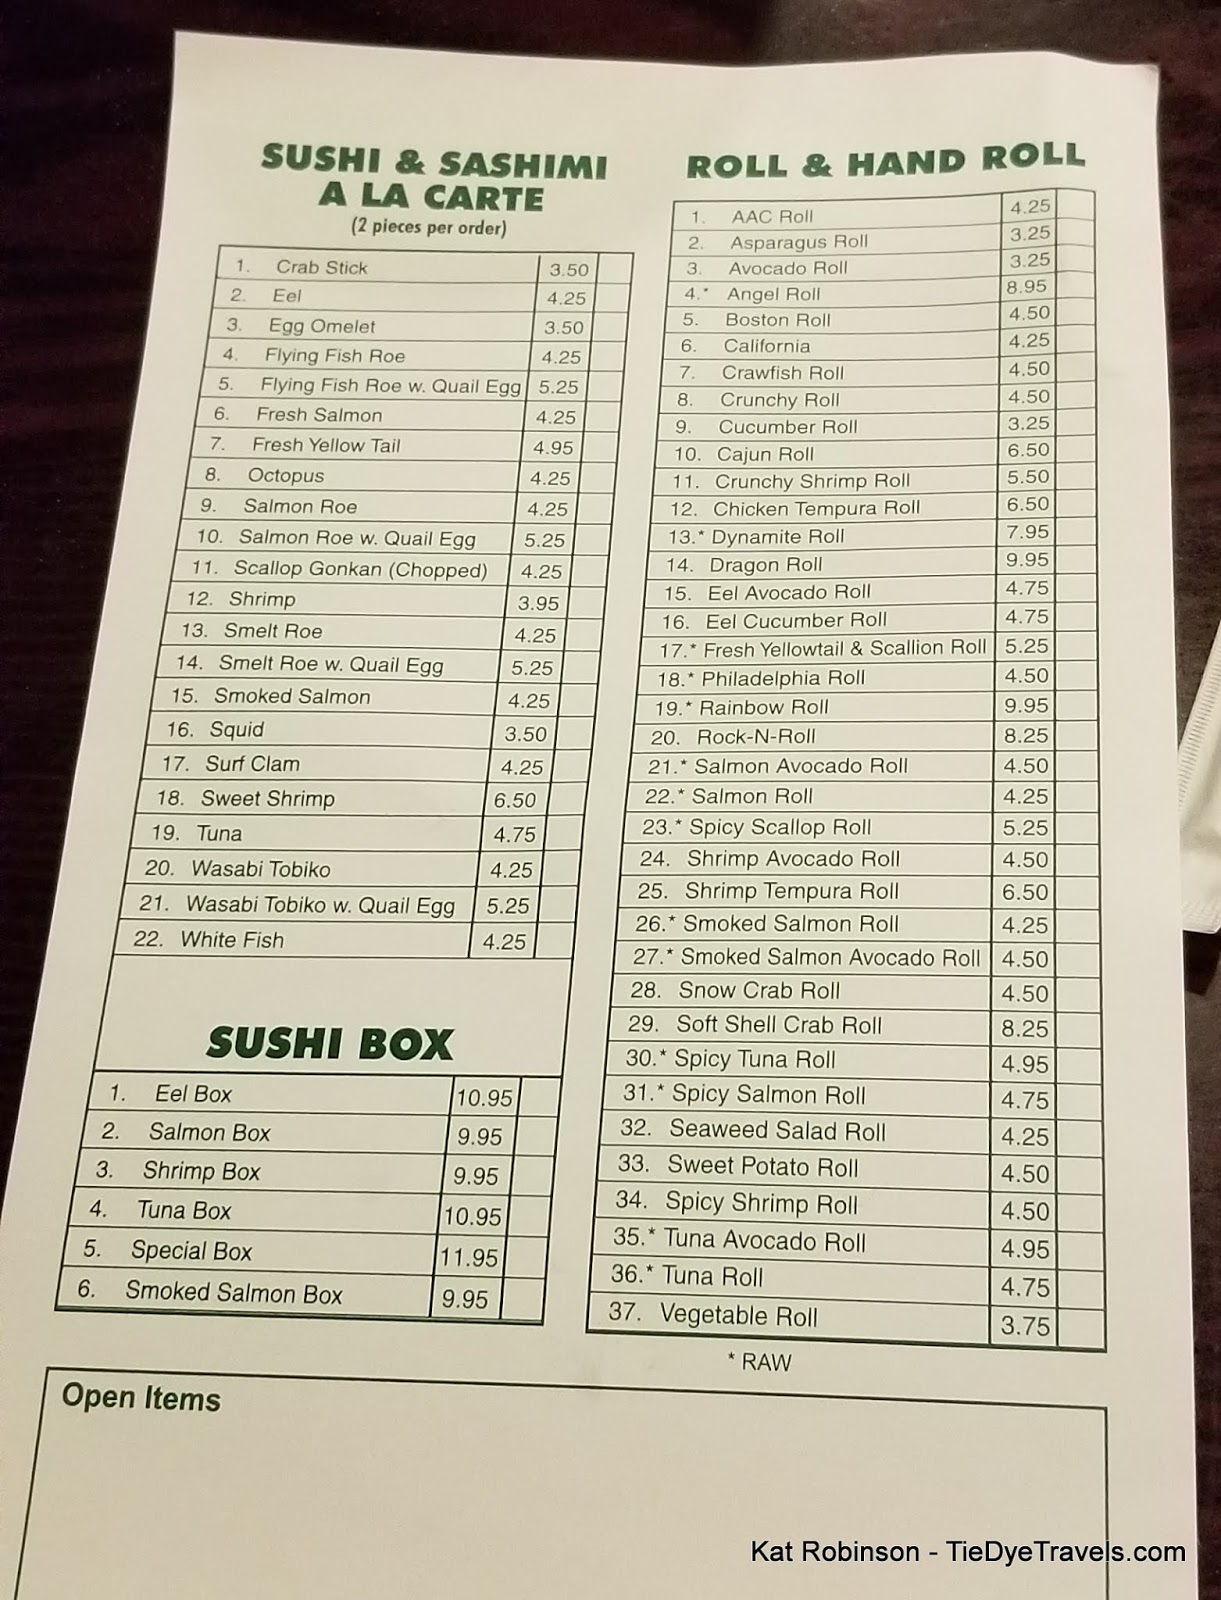 SUSHI & SASHIMI
A LA CARTE
(2 pieces per order)
1. Crab Stick 3.50
2. Eel 4.25
3. Egg Omelet 3.50
4. Flying Fish Roe 4.25
5. Flying Fish Roe w. Quail Egg 5.25
6. Fresh Salmon 4.25
7. Fresh Yellow Tail 4.95
8. Octopus 4.25
9. Salmon Roe 4.25
10. Salmon Roe w. Quail Egg 5.25
11. Scallop Gonkan (Chopped) 4.25
12. Shrimp 3.95
13. Smelt Roe 4.25
14. Smelt Roe w. Quail Egg 5.25
15. Smoked Salmon 4.25
16. Squid 3.50
17. Surf Clam 4.25
18. Sweet Shrimp 6.50
19. Tuna 4.75
20. Wasabi Tobiko 4.25
21. Wasabi Tobiko w. Quail Egg 5.25
22. White Fish 4.25
SUSHI BOX
1. Eel Box 10.95
2. Salmon Box 9.95
3. Shrimp Box 9.95
4. Tuna Box 10.95
5. Special Box 11.95
6. Smoked Salmon Box 9.95
ROLL & HAND ROLL
1. AAC Roll 4.25
2. Asparagus Roll 3.25
3. Avocado Roll 3.25
4.* Angel Roll 8.95
5. Boston Roll 4.50
6. California 4.25
7. Crawfish Roll 4.50
8. Crunchy Roll 4.50
9. Cucumber Roll 3.25
10. Cajun Roll 6.50
11. Crunchy Shrimp Roll 5.50
12. Chicken Tempura Roll 6.50
13.* Dynamite Roll 7.95
14. Dragon Roll 9.95
15. Eel Avocado Roll 4.75
16. Eel Cucumber Roll 4.75
17.* Fresh Yellowtail & Scallion Roll 5.25
18.* Philadelphia Roll 4.50
19.* Rainbow Roll 9.95
20. Rock-N-Roll 8.25
21.* Salmon Avocado Roll 4.50
22.* Salmon Roll 4.25
23.* Spicy Scallop Roll 5.25
24. Shrimp Avocado Roll 4.50
25. Shrimp Tempura Roll 6.50
26.* Smoked Salmon Roll 4.25
27.* Smoked Salmon Avocado Roll 4.50
28. Snow Crab Roll 4.50
29. Soft Shell Crab Roll 8.25
30.* Spicy Tuna Roll 4.95
31.* Spicy Salmon Roll 4.75
32. Seaweed Salad Roll 4.25
33. Sweet Potato Roll 4.50
34. Spicy Shrimp Roll 4.50
35.* Tuna Avocado Roll 4.95
36.* Tuna Roll 4.75
37. Vegetable Roll 3.75
* RAW
Open Items
Kat Robinson - TieDyeTravels.com